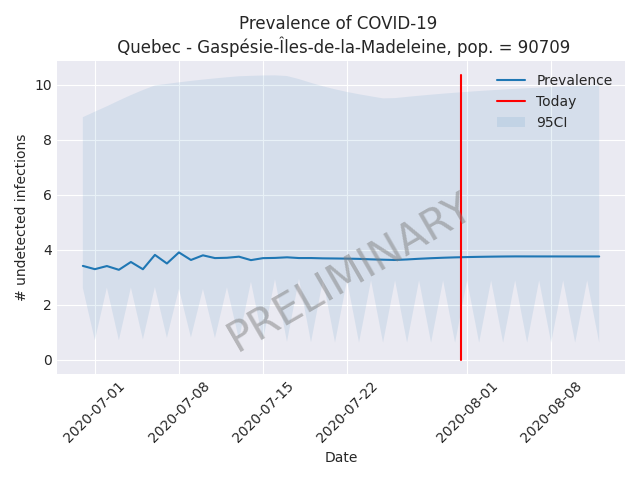 Prevalence of COVID-19
Quebec - Gaspésie-Îles-de-la-Madeleine, pop. = 90709
10
8
6
4
2
0
# undetected infections
Prevalence
Today
95CI
PRELIMINARY
2020-07-01
2020-07-08
2020-07-15
2020-07-22
2020-08-01
2020-08-08
Date